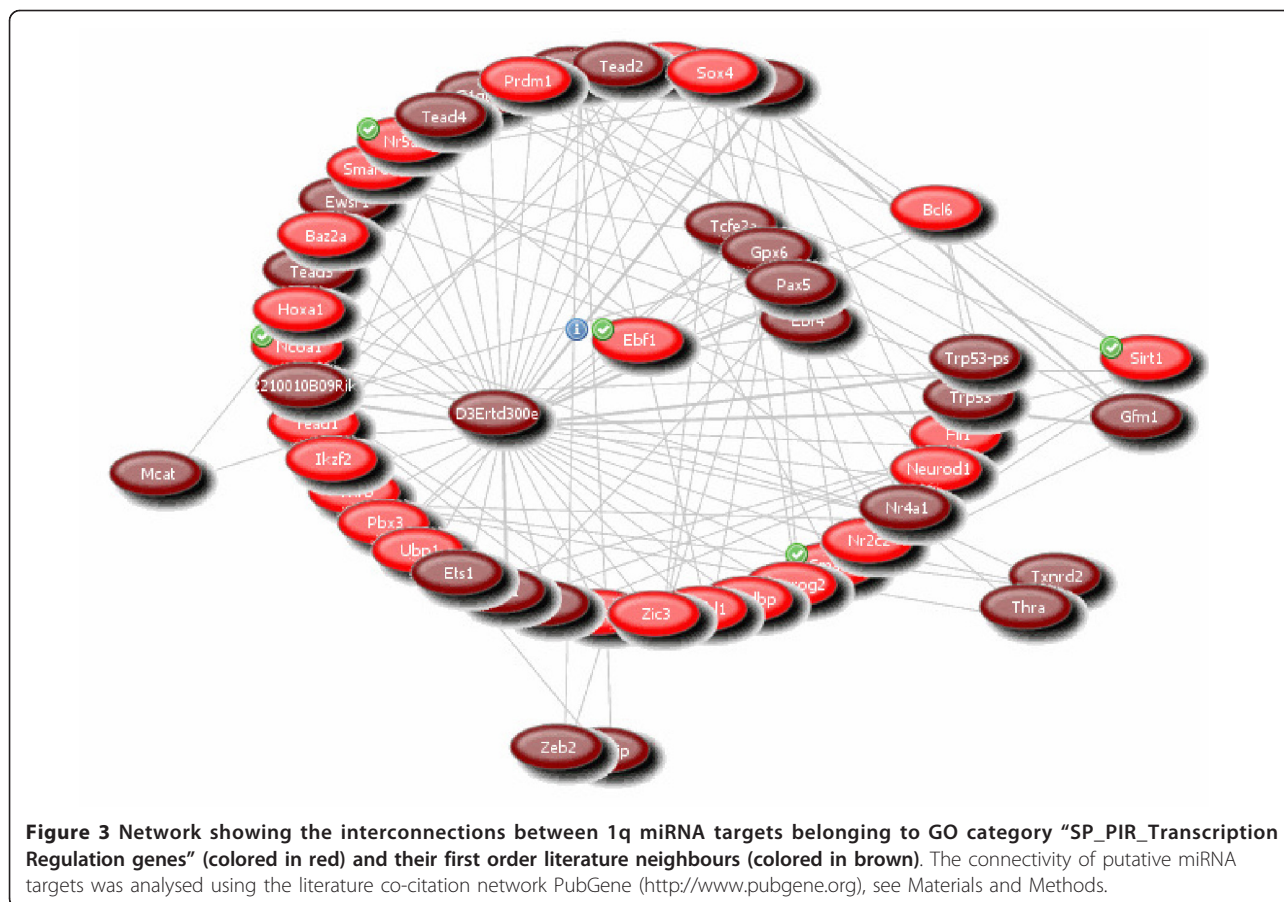 Tead2
Sox4
Prdm1
Tead4
Bcl6
Ewsr1
Tcfe2a
Baz2a
Gpx6
Pax5
Hoxa1
Ebf4
Ebf1
Ncoa1
Trp53-ps
Sirt1
2210010B09Rik
D3Ertd300e
Trp53
Gfm1
Tead1
Fli1
Ikzf2
Neurod1
Mcat
Nr4a1
Pbx3
Ubp1
Ets1
Txnrd2
Thra
Zic3
Zeb2
Figure 3 Network showing the interconnections between 1q miRNA targets belonging to GO category “SP_PIR_Transcription
Regulation genes” (colored in red) and their first order literature neighbours (colored in brown). The connectivity of putative miRNA
targets was analysed using the literature co-citation network PubGene (http://www.pubgene.org), see Materials and Methods.